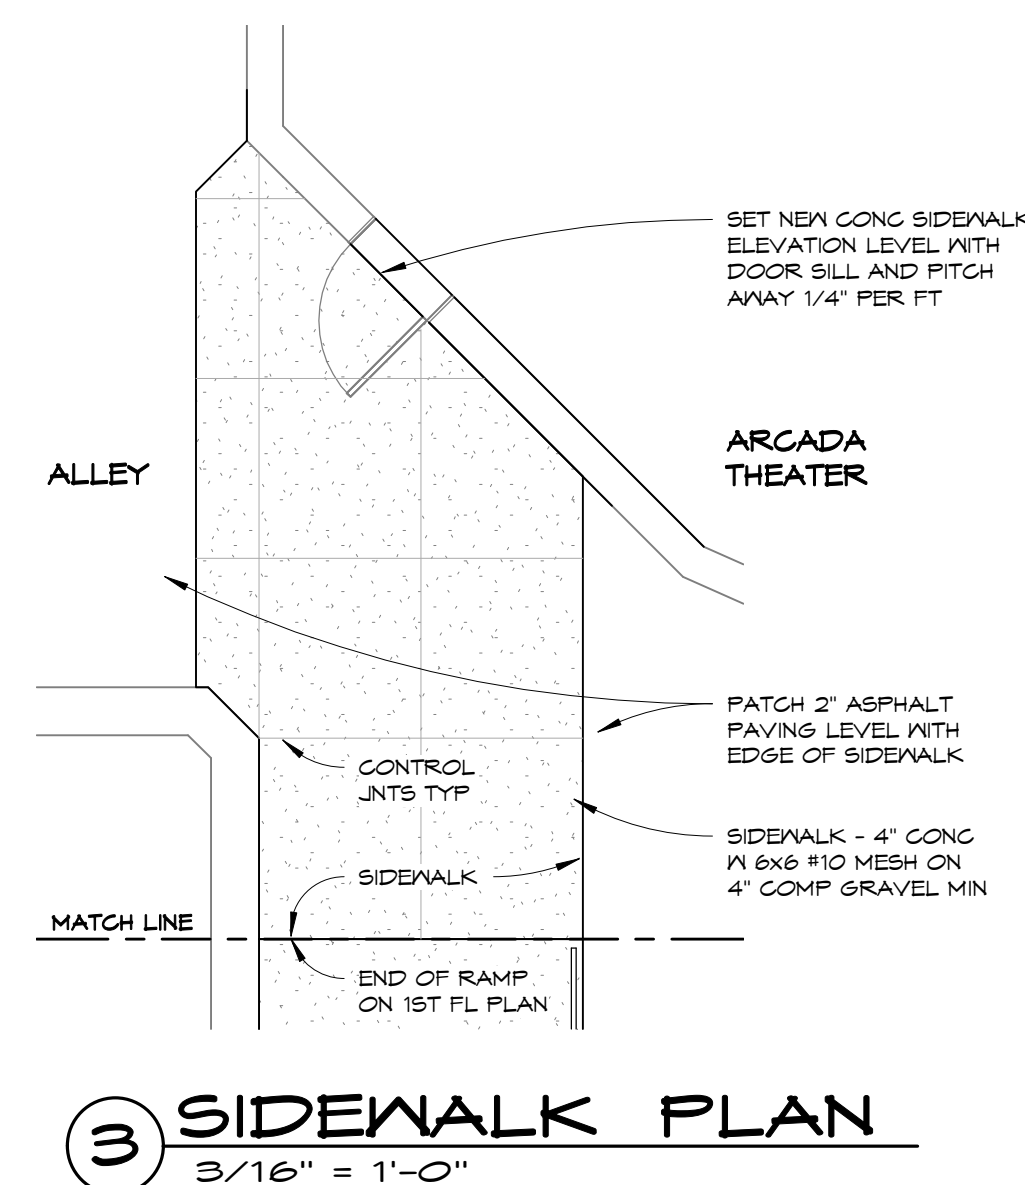 SET NEW CONC SIDEWALK
ELEVATION LEVEL WITH
DOOR SILL AND PITCH
AWAY 1/4" PER FT
ARCADA
THEATER
ALLEY
PATCH 2" ASPHALT
PAVING LEVEL WITH
EDGE OF SIDEWALK
CONTROL
JNTS TYP
SIDEWALK - 4" CONC
W 6x6 #10 MESH ON
4" COMP GRAVEL MIN
SIDEWALK
MATCH LINE
END OF RAMP
ON 1ST FL PLAN
3 SIDEWALK PLAN
3/16" = 1'-0"